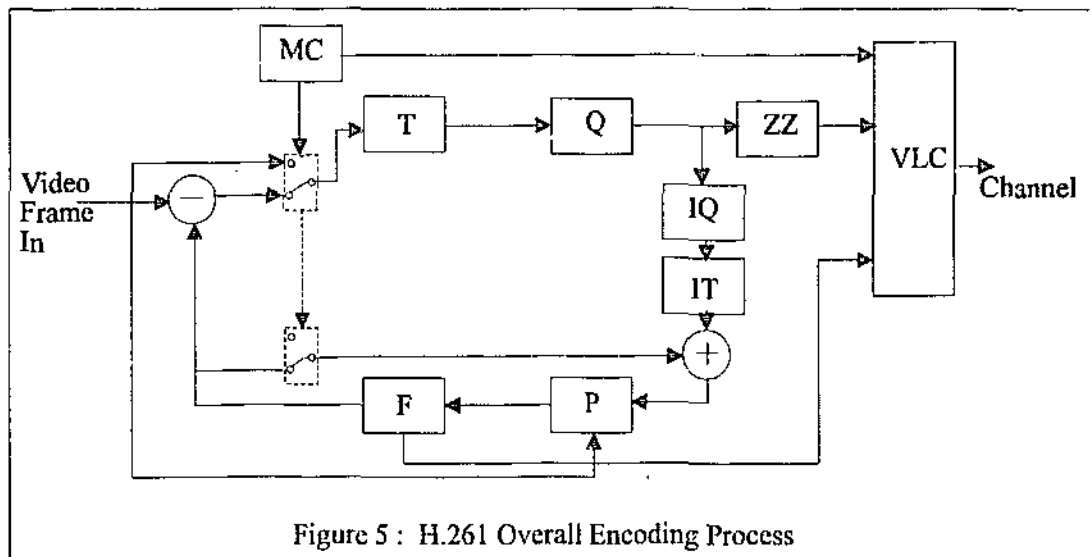 MC
T
Q
ZZ
VLC
Video
Frame
In
−
Channel
IQ
IT
+
F
P
Figure 5 : H.261 Overall Encoding Process